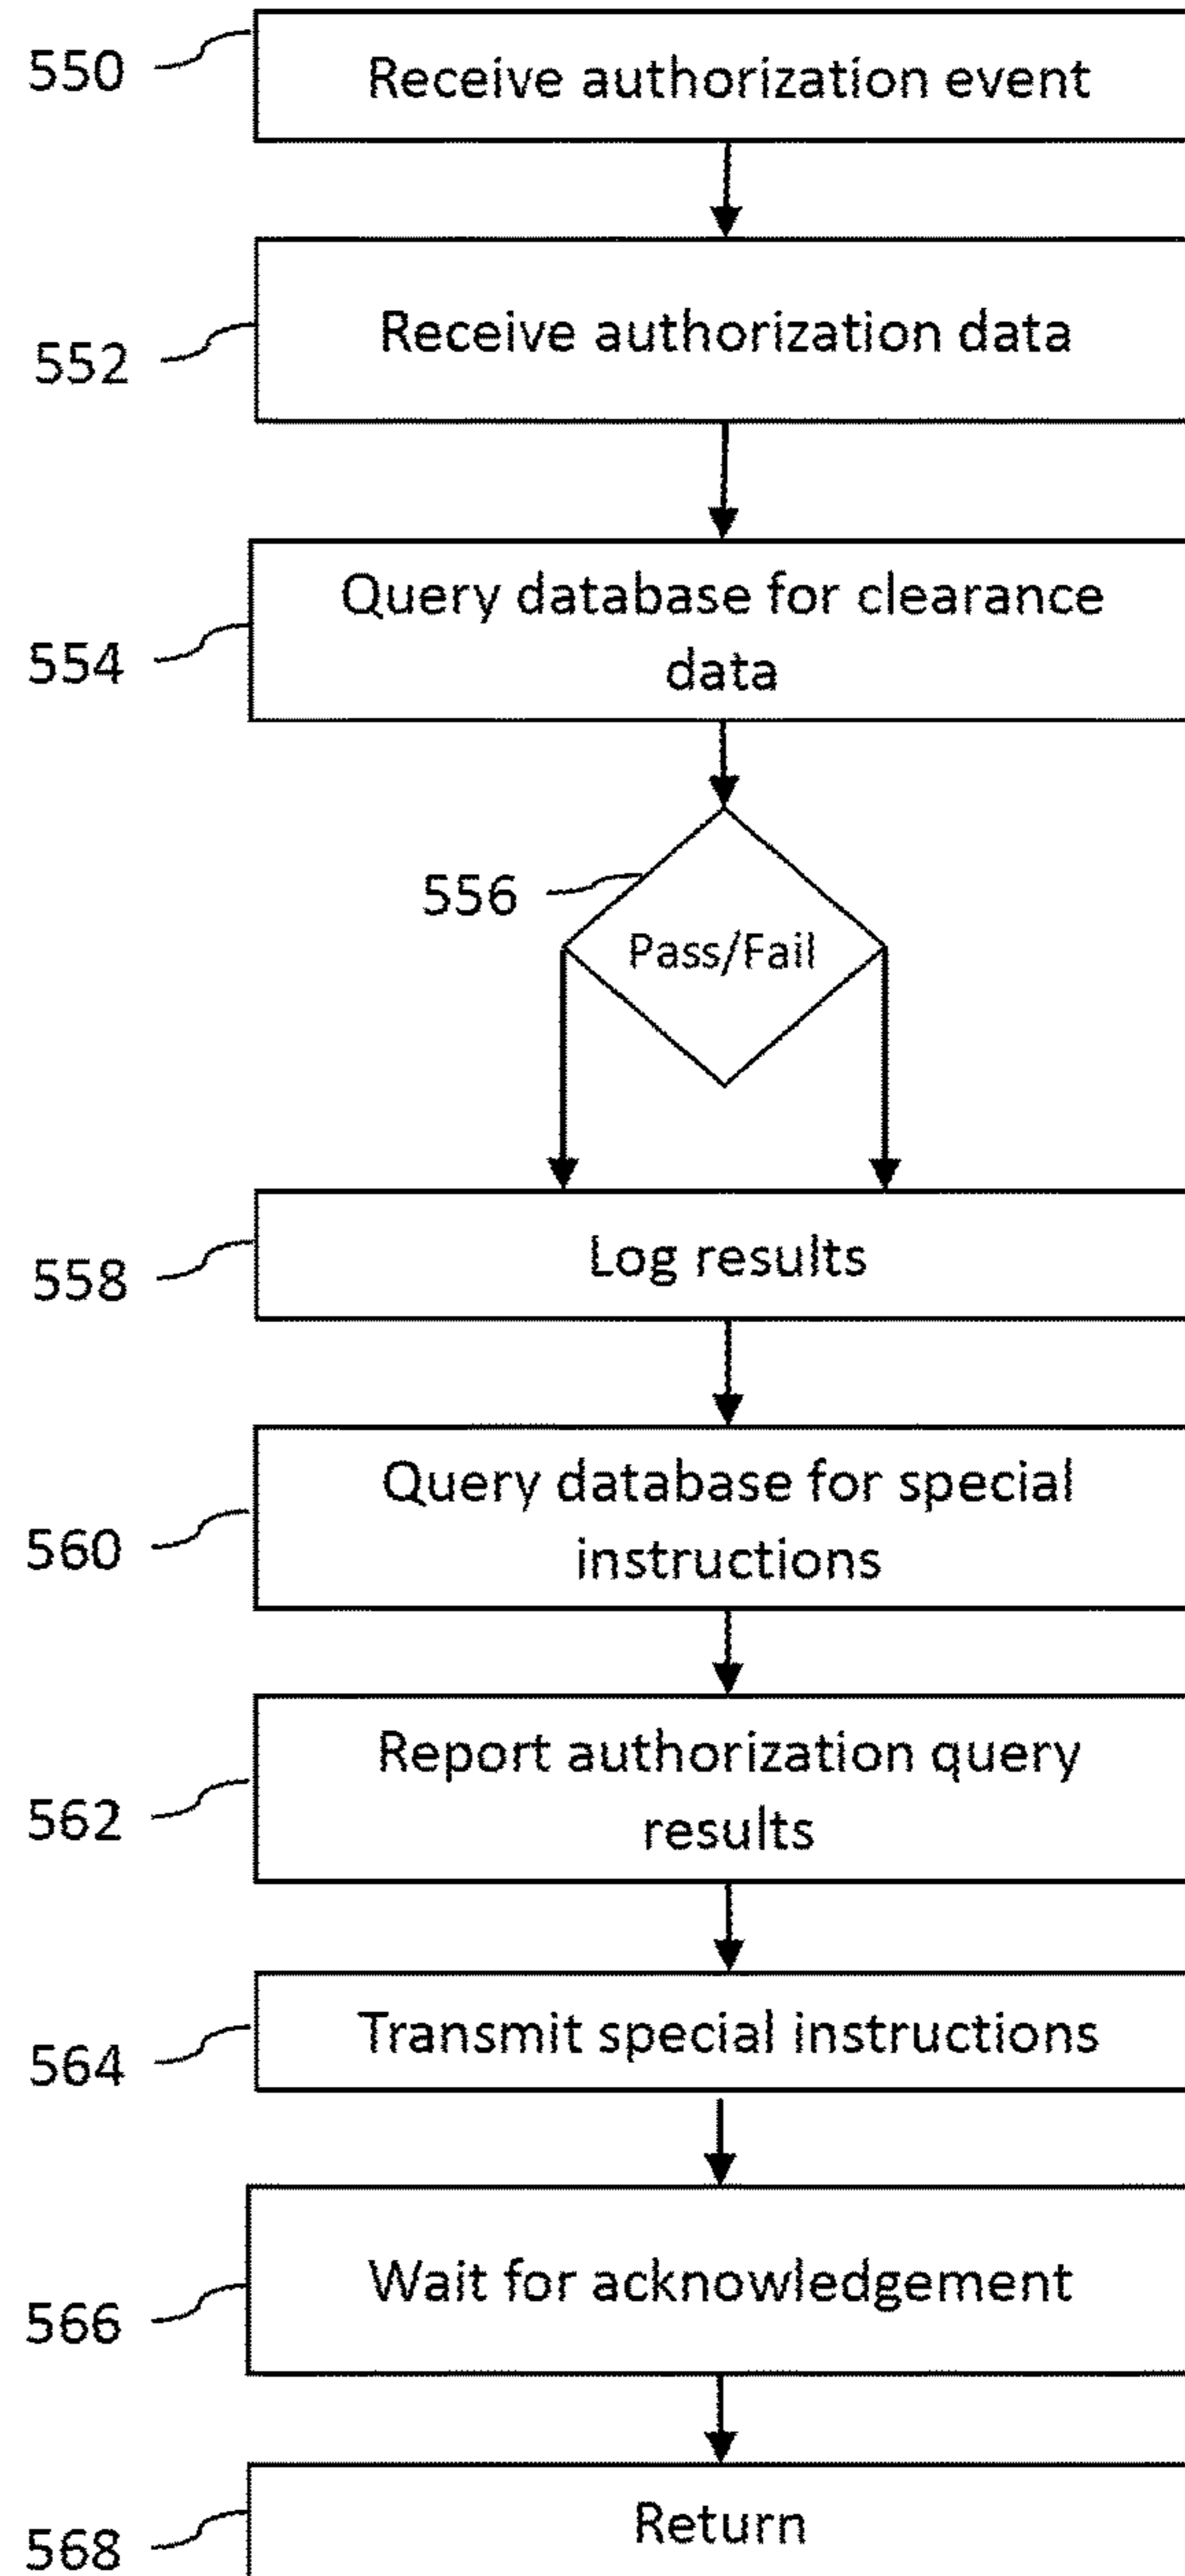 550
Receive authorization event
552
Receive authorization data
554
Query database for clearance
data
556
Pass/Fail
558
Log results
560
Query database for special
instructions
562
Report authorization query
results
564
Transmit special instructions
566
Wait for acknowledgement
568
Return